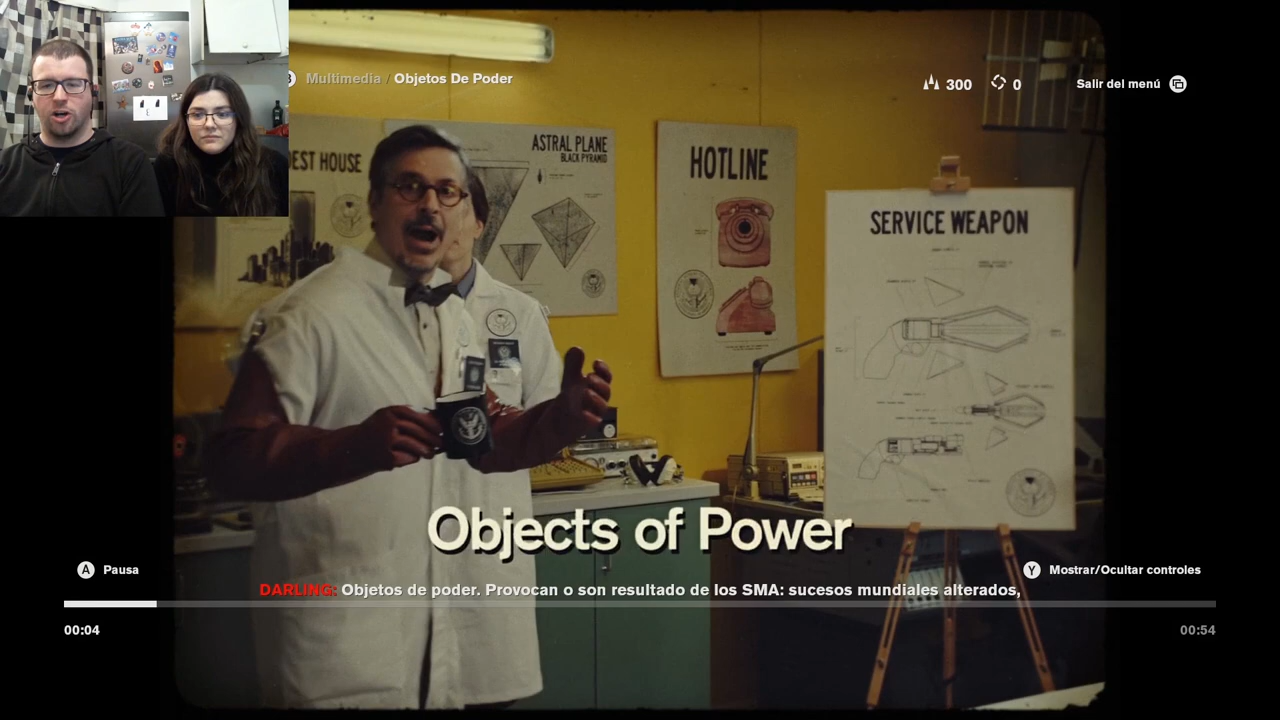 B Multimedia / Objetos De Poder
300
0
Salir del menú
DEST HOUSE
ASTRAL PLANE
BLACK PYRAMID
HOTLINE
SERVICE WEAPON
Objects of Power
A Pausa
Y Mostrar/Ocultar controles
DARLING: Objetos de poder. Provocan o son resultado de los SMA: sucesos mundiales alterados,
00:04
00:54